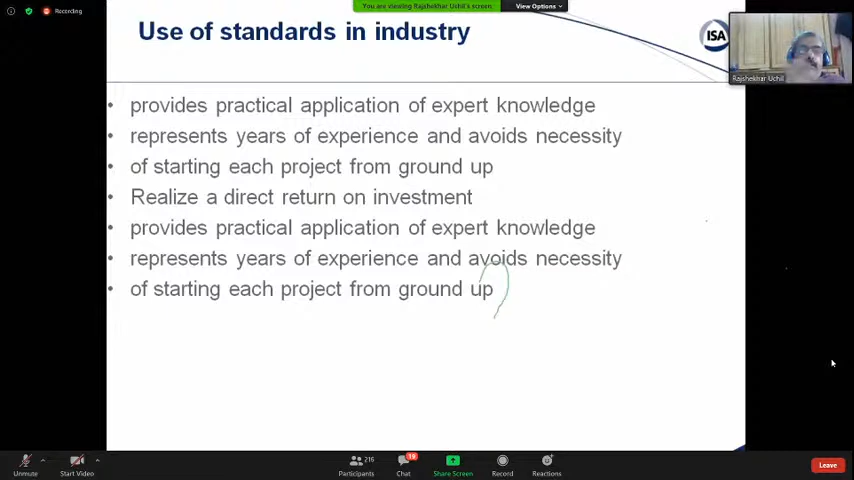 Recording
You are viewing Rajshekhar Uchil's screen
View Options
Use of standards in industry
ISA
Rajshekhar Uchil
• provides practical application of expert knowledge
• represents years of experience and avoids necessity
• of starting each project from ground up
• Realize a direct return on investment
• provides practical application of expert knowledge
• represents years of experience and avoids necessity
• of starting each project from ground up
Unmute
Start Video
Participants 216
Chat 19
Share Screen
Record
Reactions
Leave